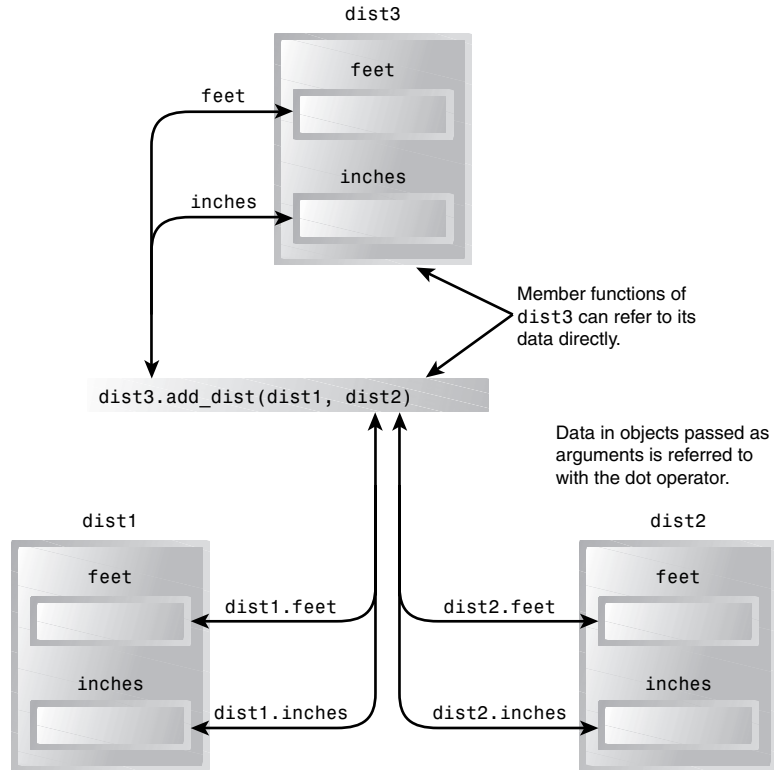 dist3
feet
feet
inches
inches
Member functions of
dist3 can refer to its
data directly.
dist3.add_dist(dist1, dist2)
Data in objects passed as
arguments is referred to
with the dot operator.
dist1
dist2
feet
feet
dist1.feet
dist2.feet
inches
inches
dist1.inches
dist2.inches